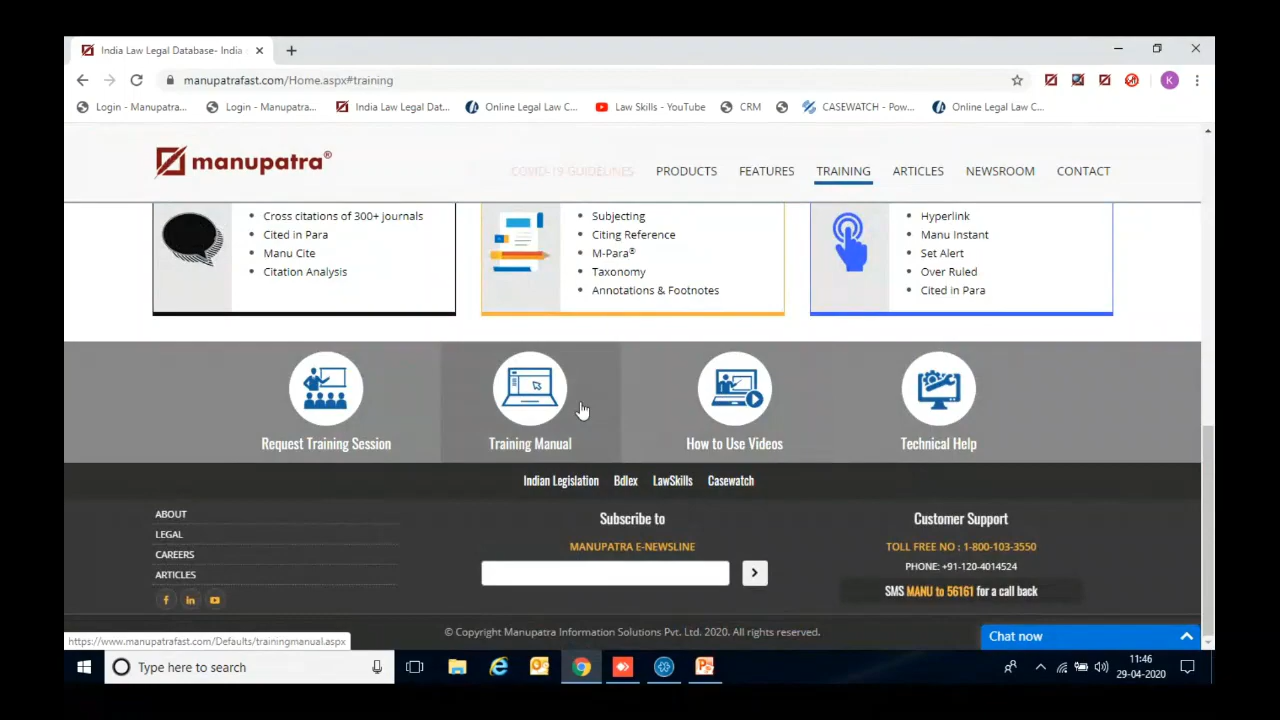 India Law Legal Database- India
manupatrafast.com/Home.aspx#training
K
Login - Manupatra...
Login - Manupatra...
India Law Legal Dat...
Online Legal Law C...
Law Skills - YouTube
CRM
CASEWATCH - Pow...
Online Legal Law C...
manupatra®
COVID-19 GUIDELINES
PRODUCTS
FEATURES
TRAINING
ARTICLES
NEWSROOM
CONTACT
Cross citations of 300+ journals
Cited in Para
Manu Cite
Citation Analysis
Subjecting
Citing Reference
M-Para®
Taxonomy
Annotations & Footnotes
Hyperlink
Manu Instant
Set Alert
Over Ruled
Cited in Para
Request Training Session
Training Manual
How to Use Videos
Technical Help
Indian Legislation
Bdlex
LawSkills
Casewatch
ABOUT
LEGAL
CAREERS
ARTICLES
Subscribe to
MANUPATRA E-NEWSLINE
Customer Support
TOLL FREE NO : 1-800-103-3550
PHONE: +91-120-4014524
SMS MANU to 56161 for a call back
© Copyright Manupatra Information Solutions Pvt. Ltd. 2020. All rights reserved.
https://www.manupatrafast.com/Defaults/trainingmanual.aspx
Chat now
Type here to search
11:46
29-04-2020